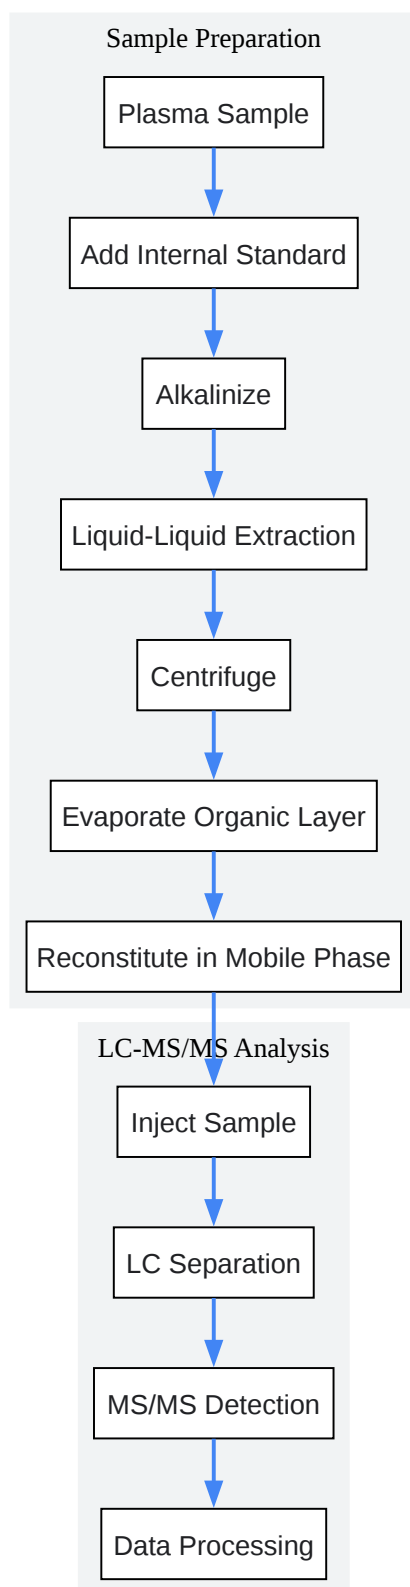 Sample Preparation
Plasma Sample
Add Internal Standard
Alkalinize
Liquid-Liquid Extraction
Centrifuge
Evaporate Organic Layer
Reconstitute in Mobile Phase
LC-MS/MS Analysis
Inject Sample
LC Separation
MS/MS Detection
Data Processing